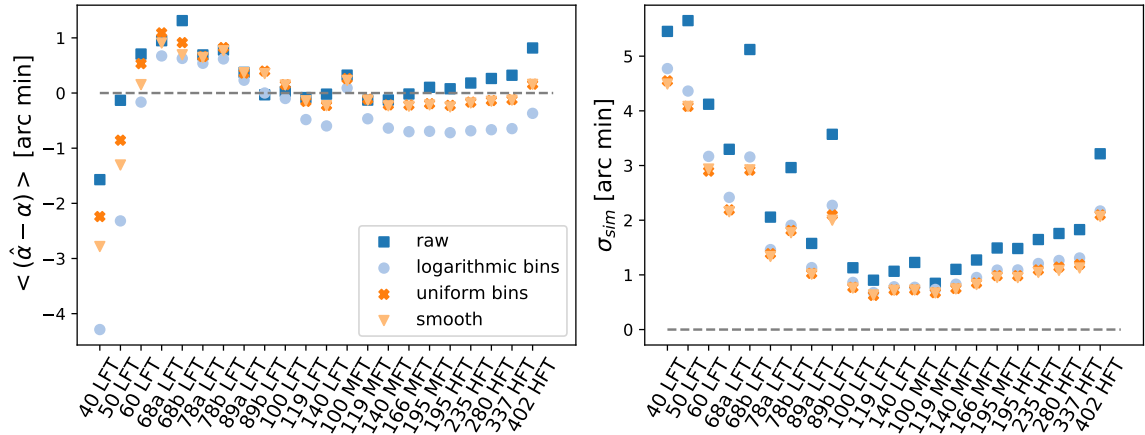 < (α̂ − α) > [arc min]
1
0
−1
−2
−3
−4
raw
logarithmic bins
uniform bins
smooth
40 LFT
50 LFT
60 LFT
68a LFT
68b LFT
78a LFT
78b LFT
89a LFT
89b LFT
100 LFT
119 LFT
140 LFT
100 MFT
119 MFT
140 MFT
166 MFT
195 MFT
195 HFT
235 HFT
280 HFT
337 HFT
402 HFT
σsim [arc min]
5
4
3
2
1
0
40 LFT
50 LFT
60 LFT
68a LFT
68b LFT
78a LFT
78b LFT
89a LFT
89b LFT
100 LFT
119 LFT
140 LFT
100 MFT
119 MFT
140 MFT
166 MFT
195 MFT
195 HFT
235 HFT
280 HFT
337 HFT
402 HFT